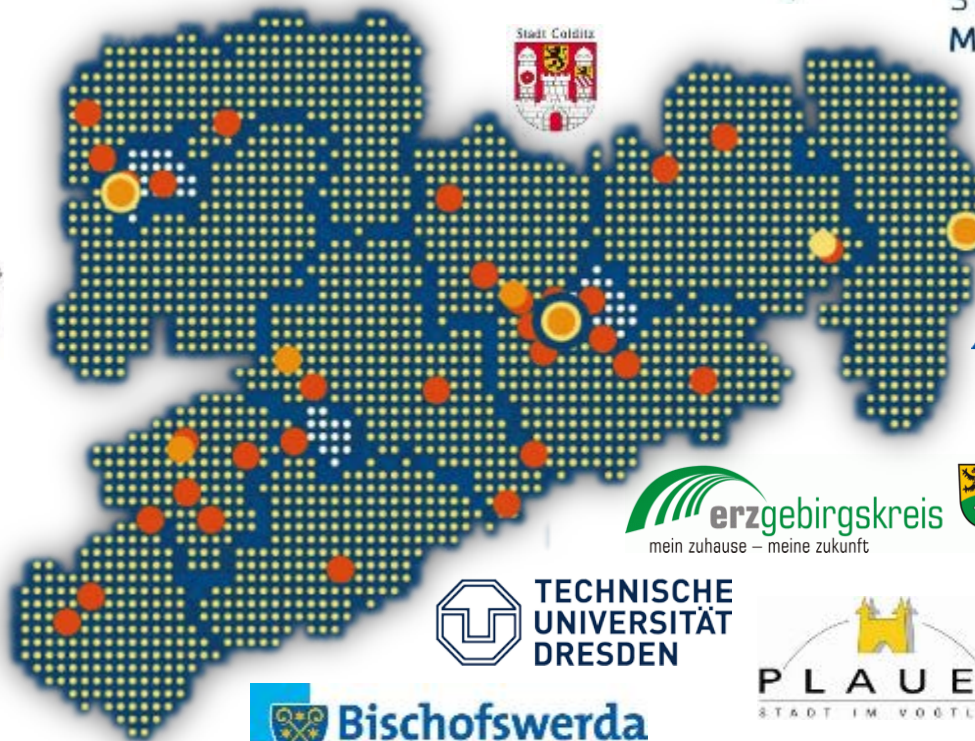 Stadt Colditz
S
M
erzgebirgskreis
mein zuhause – meine zukunft
TECHNISCHE
UNIVERSITÄT
DRESDEN
PLAUE
STADT IM VOGTL
Bischofswerda